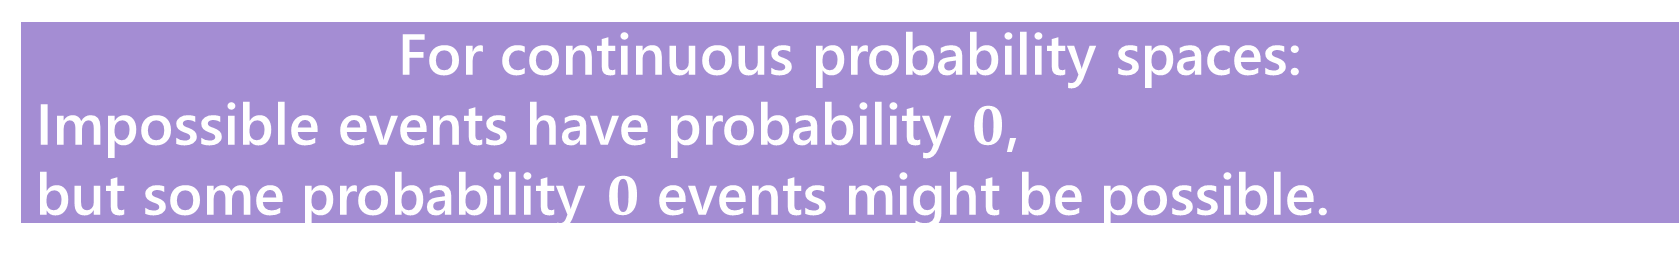 For continuous probability spaces:
Impossible events have probability 0,
but some probability 0 events might be possible.